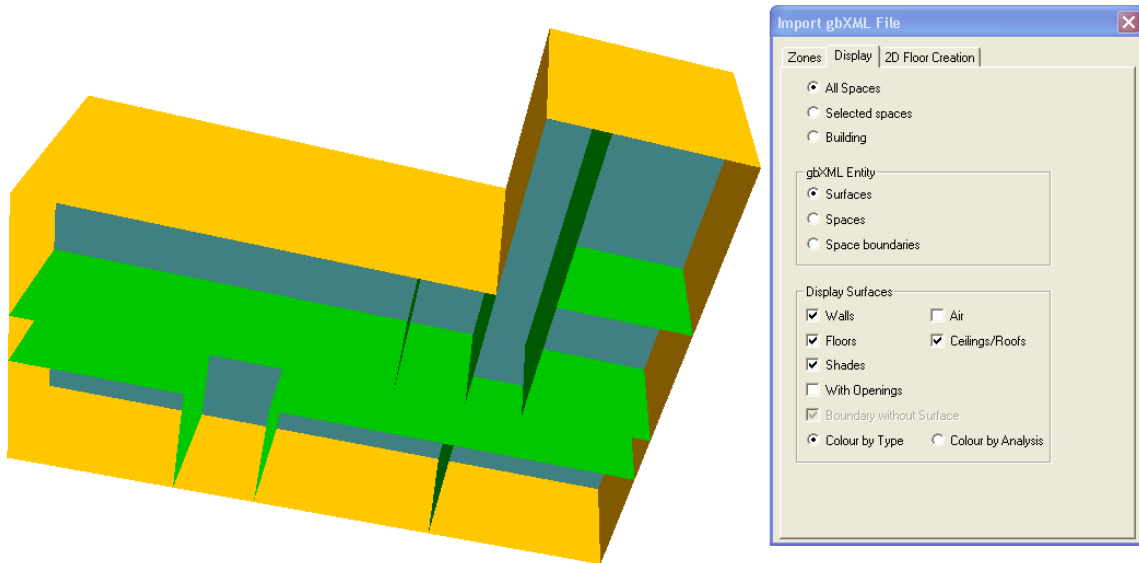 Import gbXML File
Zones Display 2D Floor Creation
All Spaces
Selected spaces
Building
gbXML Entity
Surfaces
Spaces
Space boundaries
Display Surfaces
Walls Air
Floors Ceilings/Roofs
Shades
With Openings
Boundary without Surface
Colour by Type Colour by Analysis